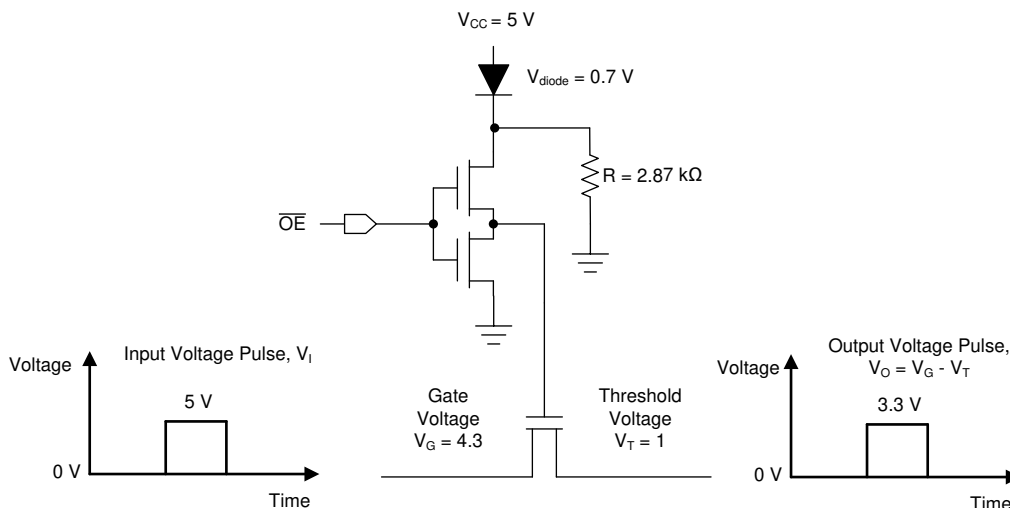 V_CC = 5 V
V_diode = 0.7 V
R = 2.87 kΩ
O̅E̅
Voltage
Input Voltage Pulse, V_I
5 V
0 V
Time
Gate
Voltage
V_G = 4.3
Threshold
Voltage
V_T = 1
Output Voltage Pulse,
V_O = V_G - V_T
Voltage
3.3 V
0 V
Time